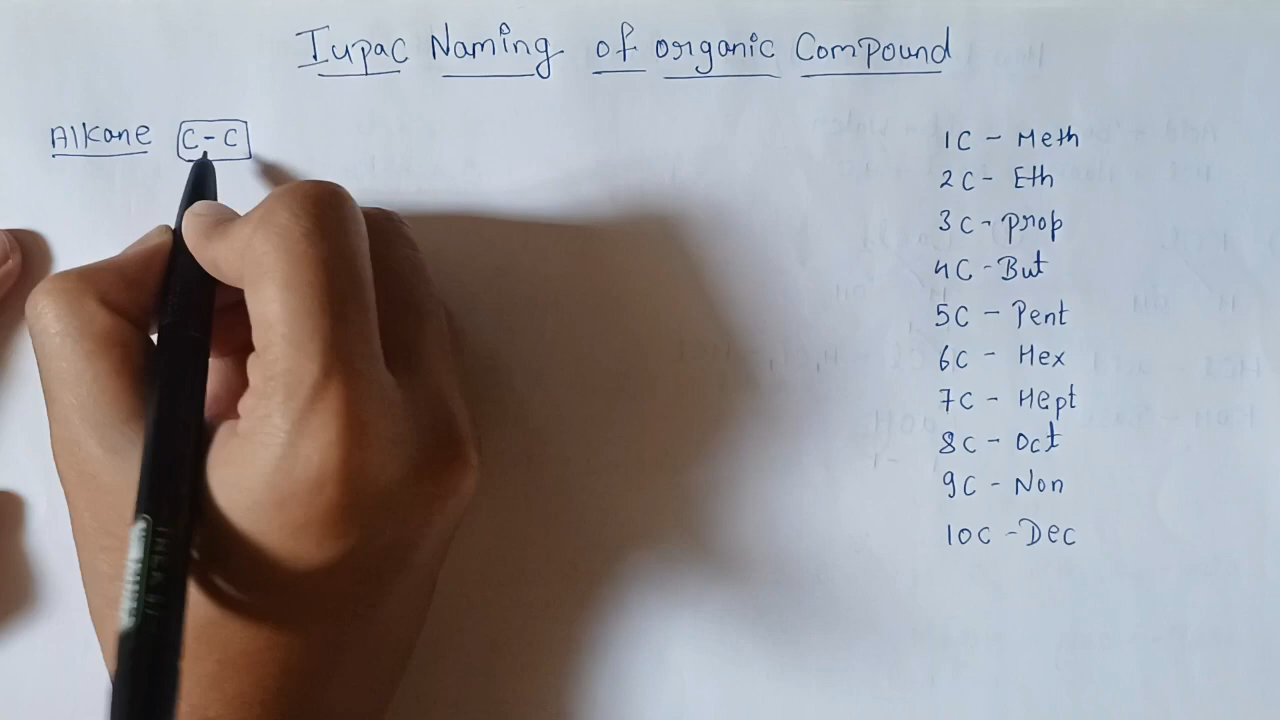 Iupac Naming of organic Compound
Alkane C-C
1C - Meth
2C - Eth
3C - prop
4C - But
5C - Pent
6C - Hex
7C - Hept
8C - Oct
9C - Non
10C - Dec